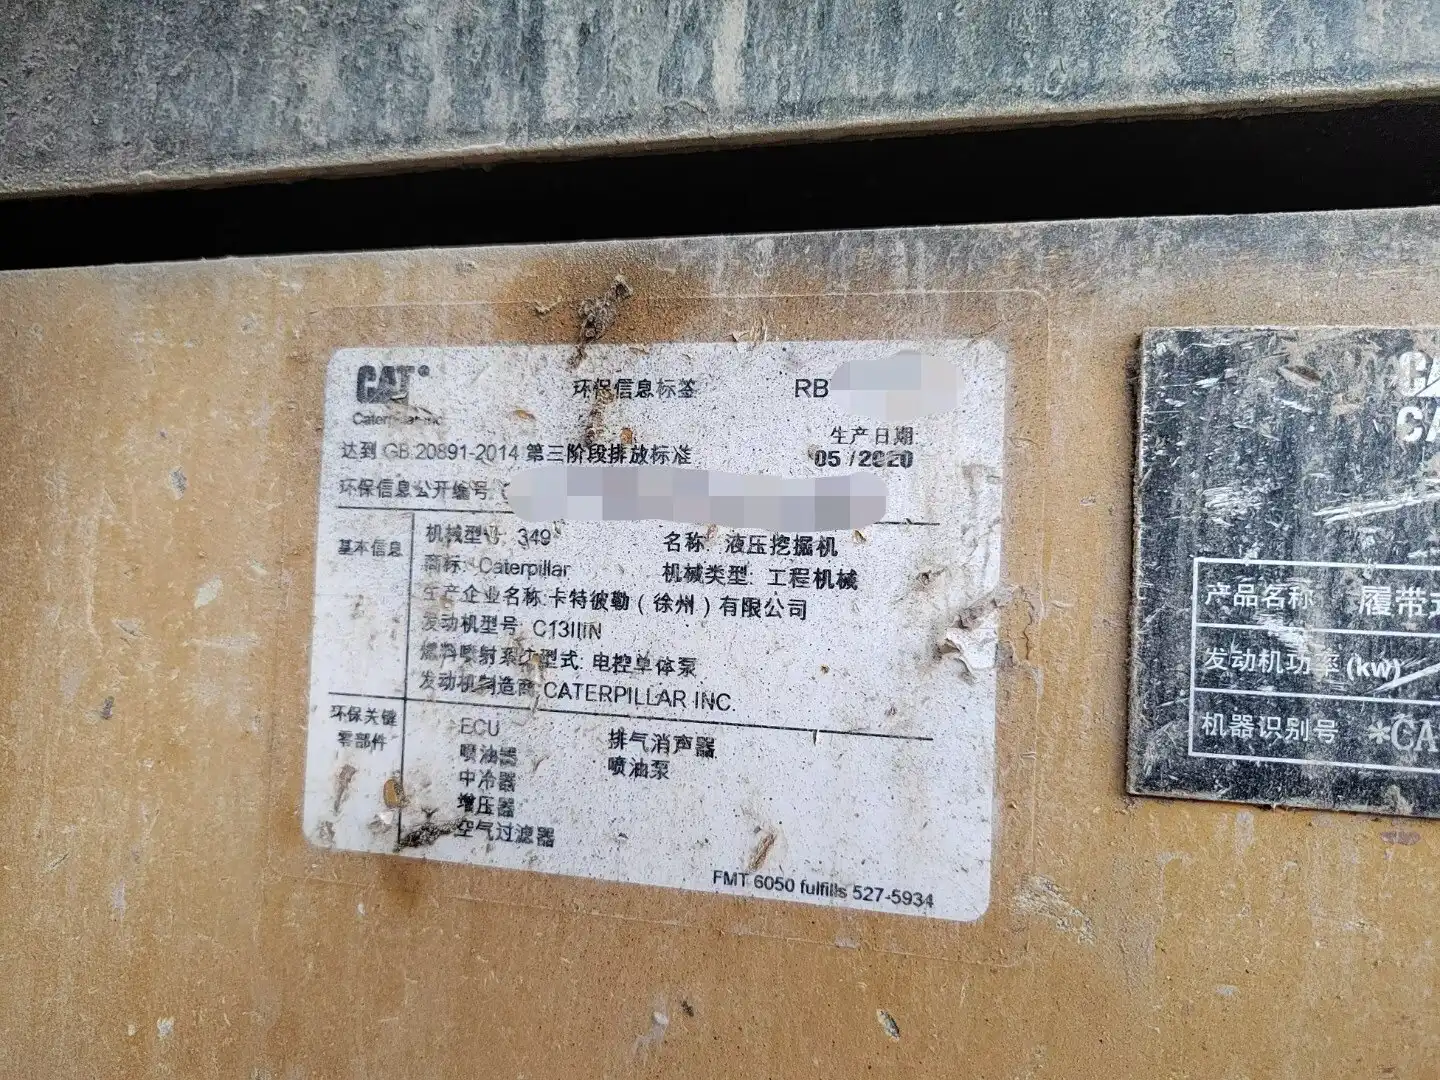 CAT
环保信息标签
RB
生产日期
05 /2020
达到 GB 20891-2014 第三阶段排放标准
环保信息公开编号
基本信息
机械型号: 349
名称: 液压挖掘机
商标: Caterpillar
机械类型: 工程机械
生产企业名称:卡特彼勒（徐州）有限公司
发动机型号: C13IIIN
燃料喷射系统型式: 电控单体泵
发动机制造商:CATERPILLAR INC.
环保关键
零部件
ECU
排气消声器
喷油器
喷油泵
中冷器
增压器
空气过滤器
FMT 6050 fulfills 527-5934
产品名称 履带
发动机功率(kw)
机器识别号 *CA